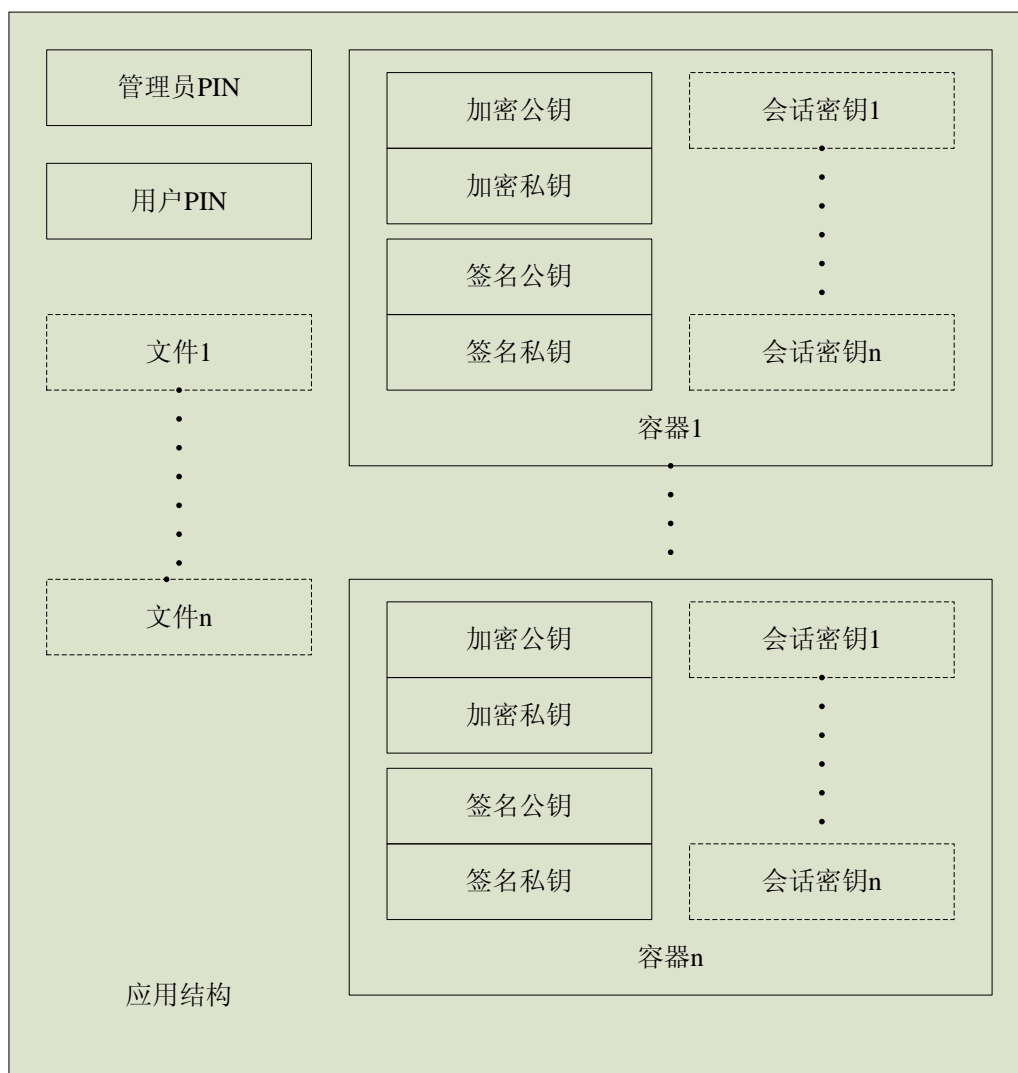 管理员PIN
用户PIN
文件1
文件n
加密公钥
加密私钥
签名公钥
签名私钥
会话密钥1
会话密钥n
容器1
加密公钥
加密私钥
签名公钥
签名私钥
会话密钥1
会话密钥n
容器n
应用结构